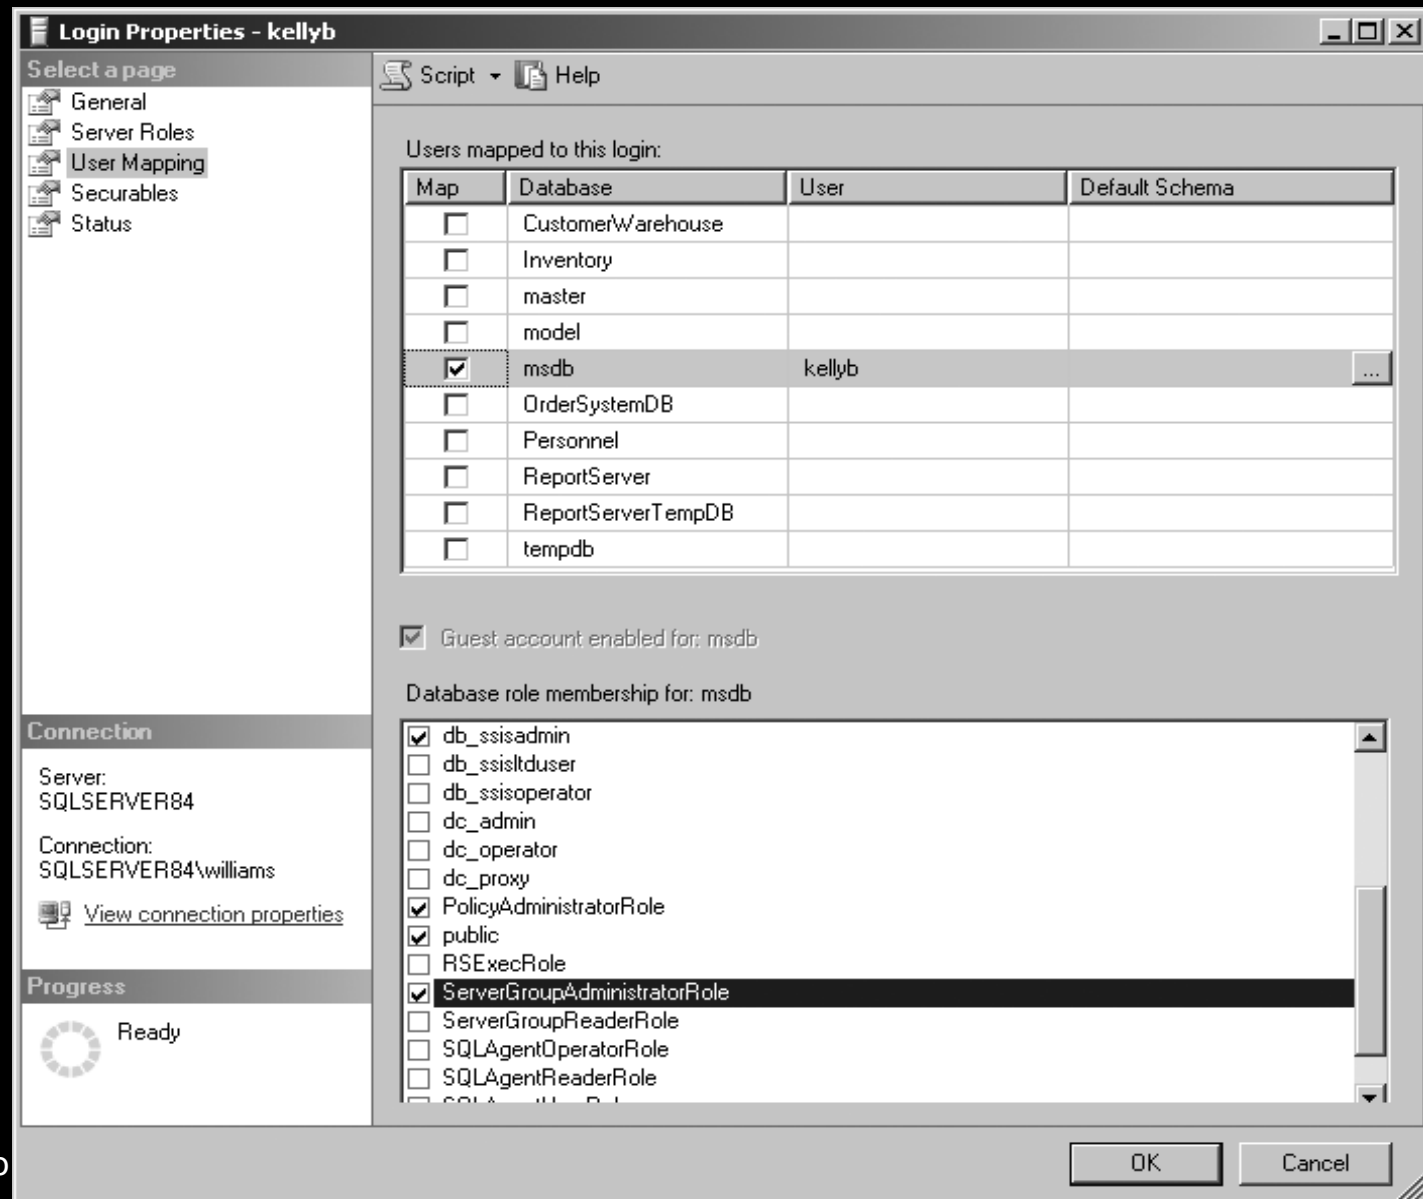 Login Properties - kellyb
Select a page
General
Server Roles
User Mapping
Securables
Status
Script
Help
Users mapped to this login:
Map Database User Default Schema
CustomerWarehouse
Inventory
master
model
msdb kellyb ...
OrderSystemDB
Personnel
ReportServer
ReportServerTempDB
tempdb
Guest account enabled for: msdb
Database role membership for: msdb
db_ssisadmin
db_ssisltduser
db_ssisoperator
dc_admin
dc_operator
dc_proxy
PolicyAdministratorRole
public
RSExecRole
ServerGroupAdministratorRole
ServerGroupReaderRole
SQLAgentOperatorRole
SQLAgentReaderRole
Connection
Server:
SQLSERVER84
Connection:
SQLSERVER84\williams
View connection properties
Progress
Ready
OK Cancel